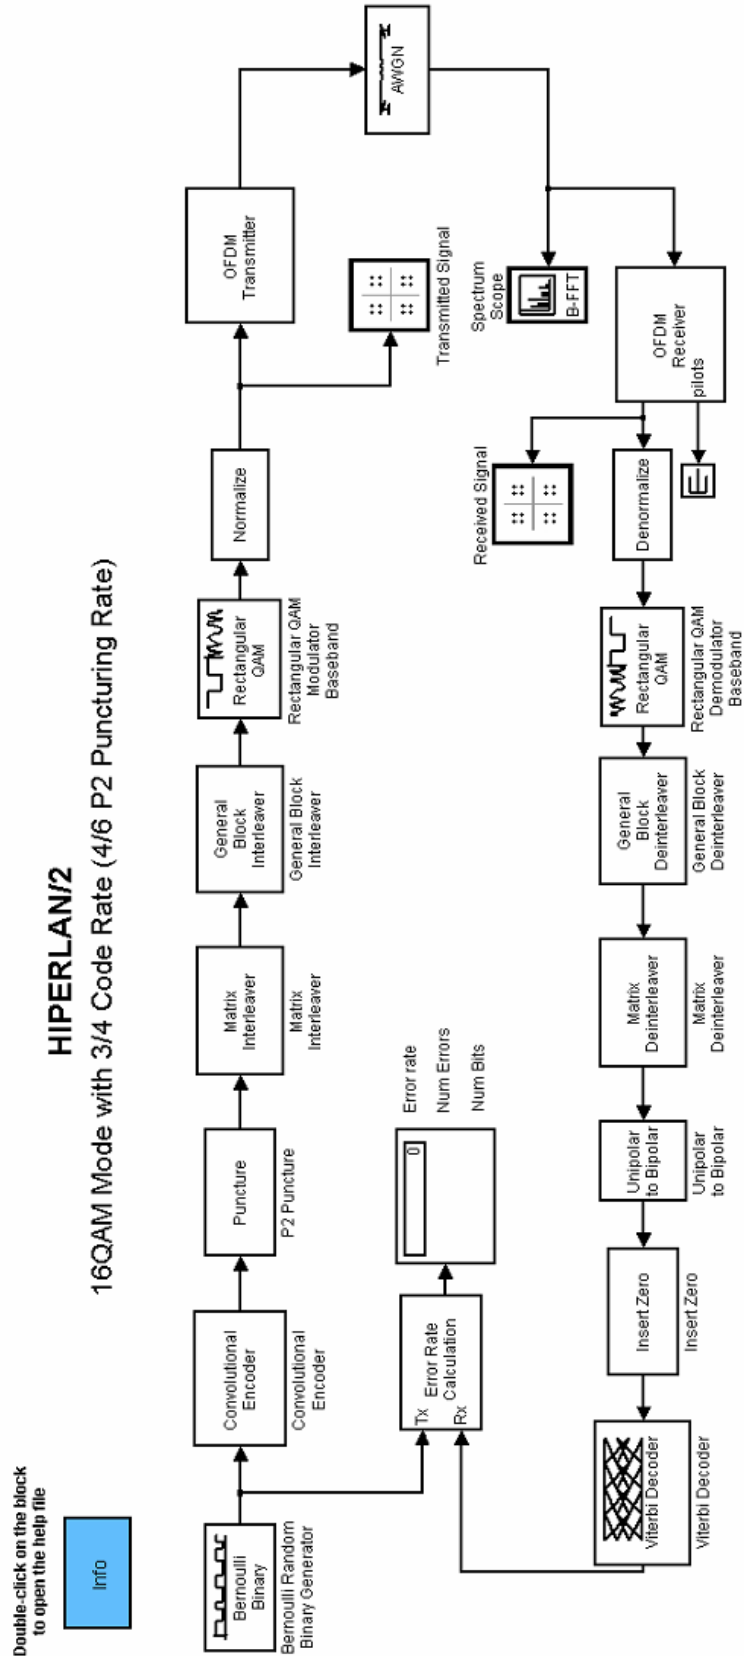 Double-click on the block
to open the help file
Info
HIPERLAN/2
16QAM Mode with 3/4 Code Rate (4/6 P2 Puncturing Rate)
Bernoulli
Binary
Bernoulli Random
Binary Generator
Convolutional
Encoder
Convolutional
Encoder
Puncture
P2 Puncture
Matrix
Interleaver
Matrix
Interleaver
General
Block
Interleaver
General Block
Interleaver
Rectangular
QAM
Rectangular QAM
Modulator
Baseband
Normalize
OFDM
Transmitter
AWGN
Transmitted Signal
Tx
Rx
Error Rate
Calculation
0
Error rate
Num Errors
Num Bits
Received Signal
Spectrum
Scope
B-FFT
Viterbi Decoder
Viterbi Decoder
Insert Zero
Insert Zero
Unipolar
to Bipolar
Unipolar
to Bipolar
Matrix
Deinterleaver
Matrix
Deinterleaver
General
Block
Deinterleaver
General Block
Deinterleaver
Rectangular
QAM
Rectangular QAM
Demodulator
Baseband
Denormalize
OFDM
Receiver
pilots